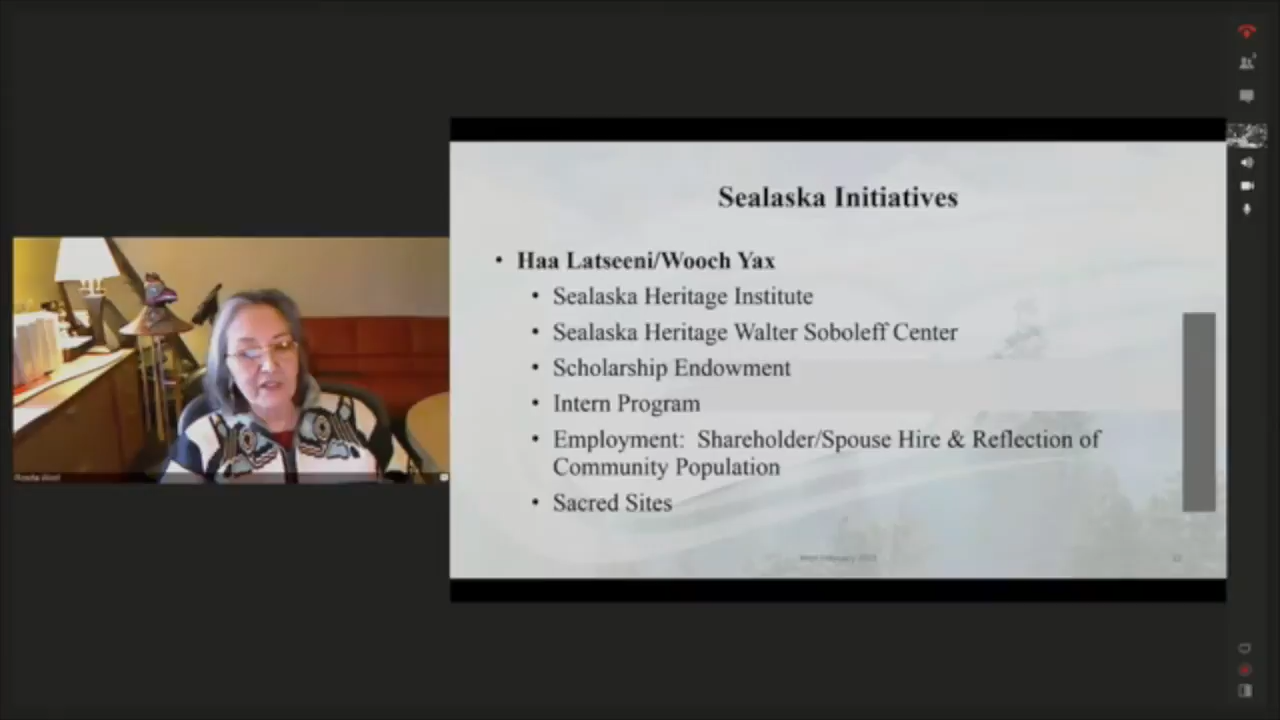 Sealaska Initiatives
• Haa Latseeni/Wooch Yax
• Sealaska Heritage Institute
• Sealaska Heritage Walter Soboleff Center
• Scholarship Endowment
• Intern Program
• Employment: Shareholder/Spouse Hire & Reflection of
Community Population
• Sacred Sites